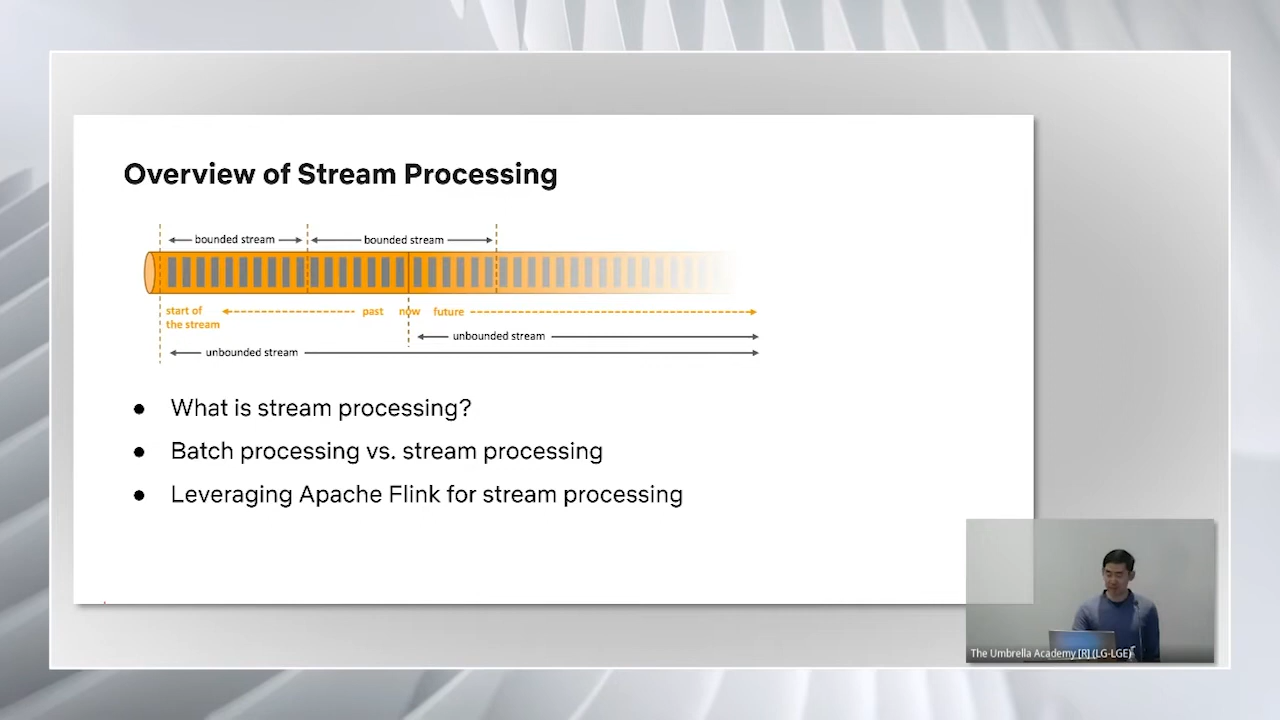 Overview of Stream Processing
bounded stream
bounded stream
start of
the stream
past
now
future
unbounded stream
unbounded stream
What is stream processing?
Batch processing vs. stream processing
Leveraging Apache Flink for stream processing
The Umbrella Academy [R] (LG-LGE)